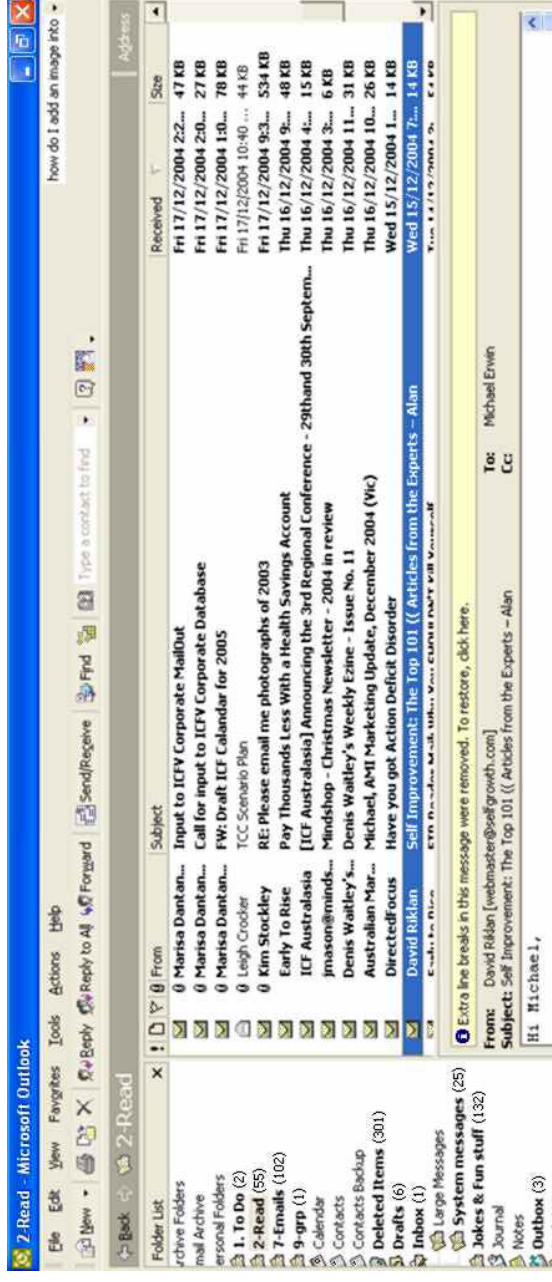 2-Read - Microsoft Outlook
File Edit View Favorites Tools Actions Help
how do I add an image into
New Reply Reply to All Forward Send/Receive Find Type a contact to find
Back 2-Read Address
Folder List
rchive Folders
mail Archive
ersonal Folders
1. To Do (2)
2-Read (55)
7-Emails (102)
9-grp (1)
Calendar
Contacts
Contacts Backup
Deleted Items (301)
Drafts (6)
Inbox (1)
Large Messages
System messages (25)
Jokes & Fun stuff (132)
Journal
Notes
Outbox (3)
From Subject Received Size
Marisa Dantan... Input to ICFV Corporate MailOut Fri 17/12/2004 2:2... 47 KB
Marisa Dantan... Call for input to ICFV Corporate Database Fri 17/12/2004 2:0... 27 KB
Marisa Dantan... FW: Draft ICF Calandar for 2005 Fri 17/12/2004 1:0... 78 KB
Leigh Crocker TCC Scenario Plan Fri 17/12/2004 10:40 ... 44 KB
Kim Stockley RE: Please email me photographs of 2003 Fri 17/12/2004 9:3... 534 KB
Early To Rise Pay Thousands Less With a Health Savings Account Thu 16/12/2004 9:... 48 KB
ICF Australasia [ICF Australasia] Announcing the 3rd Regional Conference - 29thand 30th Septem... Thu 16/12/2004 4:... 15 KB
jmason@minds... Mindshop - Christmas Newsletter - 2004 in review Thu 16/12/2004 3:... 6 KB
Denis Waitley's... Denis Waitley's Weekly Ezine - Issue No. 11 Thu 16/12/2004 11... 31 KB
Australian Mar... Michael, AMI Marketing Update, December 2004 (Vic) Thu 16/12/2004 10... 26 KB
DirectedFocus Have you got Action Deficit Disorder Wed 15/12/2004 1... 14 KB
David Riklan Self Improvement: The Top 101 (( Articles from the Experts – Alan Wed 15/12/2004 7:... 14 KB
Extra line breaks in this message were removed. To restore, click here.
From: David Riklan [webmaster@selfgrowth.com] To: Michael Erwin
Subject: Self Improvement: The Top 101 (( Articles from the Experts – Alan Cc:
Hi Michael,